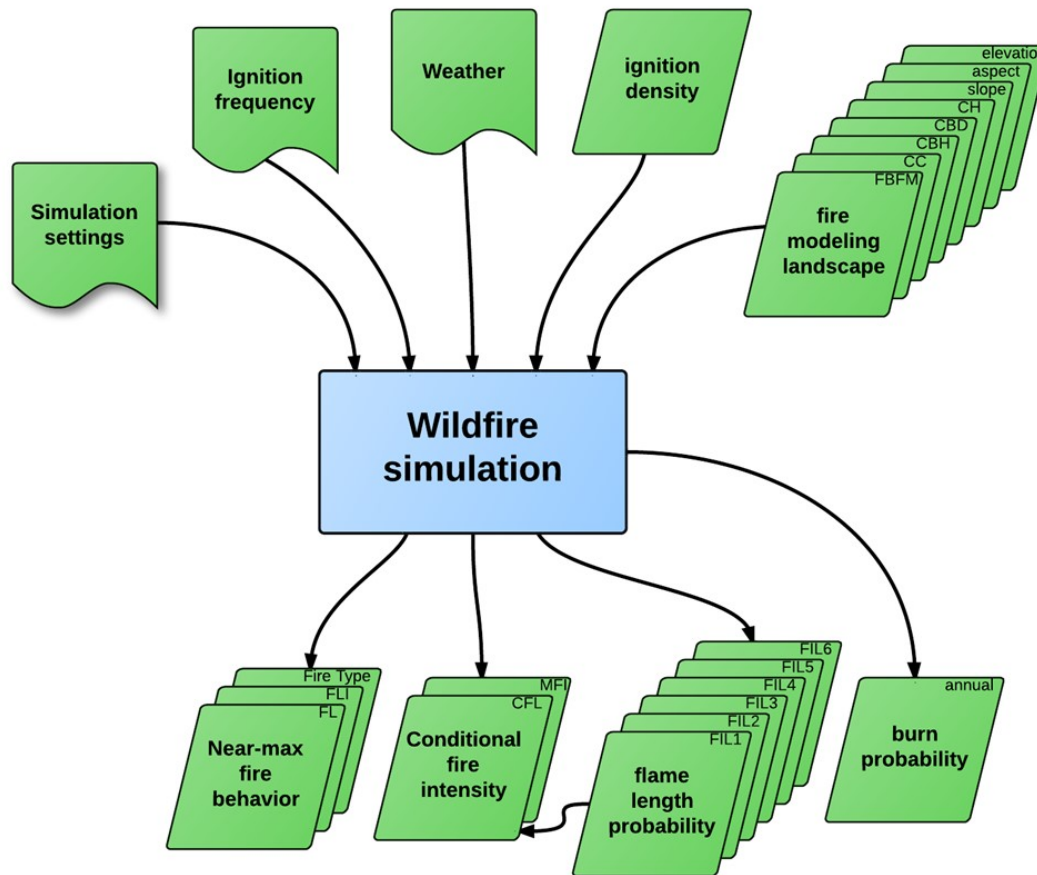 Ignition
frequency
Weather
ignition
density
elevatio
aspect
slope
CH
CBD
CBH
CC
FBFM
fire
modeling
landscape
Simulation
settings
Wildfire
simulation
Fire Type
FLI
FL
Near-max
fire
behavior
MFI
CFL
Conditional
fire
intensity
FIL6
FIL5
FIL4
FIL3
FIL2
FIL1
flame
length
probability
annual
burn
probability